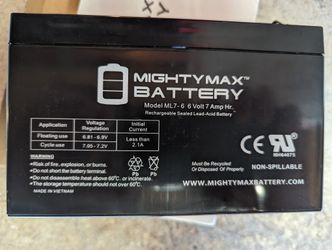 MIGHTYMAX™
BATTERY
Model ML7- 6 6 Volt 7 Amp Hr.
Rechargeable Sealed Lead-Acid Battery
Application Voltage Regulation Initial Current
Floating use 6.81 - 6.9V Less than 2.1A
Cycle use 7.05 - 7.2V
WARNING:
Risk of fire, explosion, or burns.
Do not short the battery terminal.
Do not disassemble heat above 60°C. or incinerate
The storage temperature should not over 60°C.
MADE IN VIETNAM
Pb Pb
Must Be Recycled
Or Disposed Of Properly
CE
NON-SPILLABLE
WWW.MIGHTYMAXBATTERY.COM